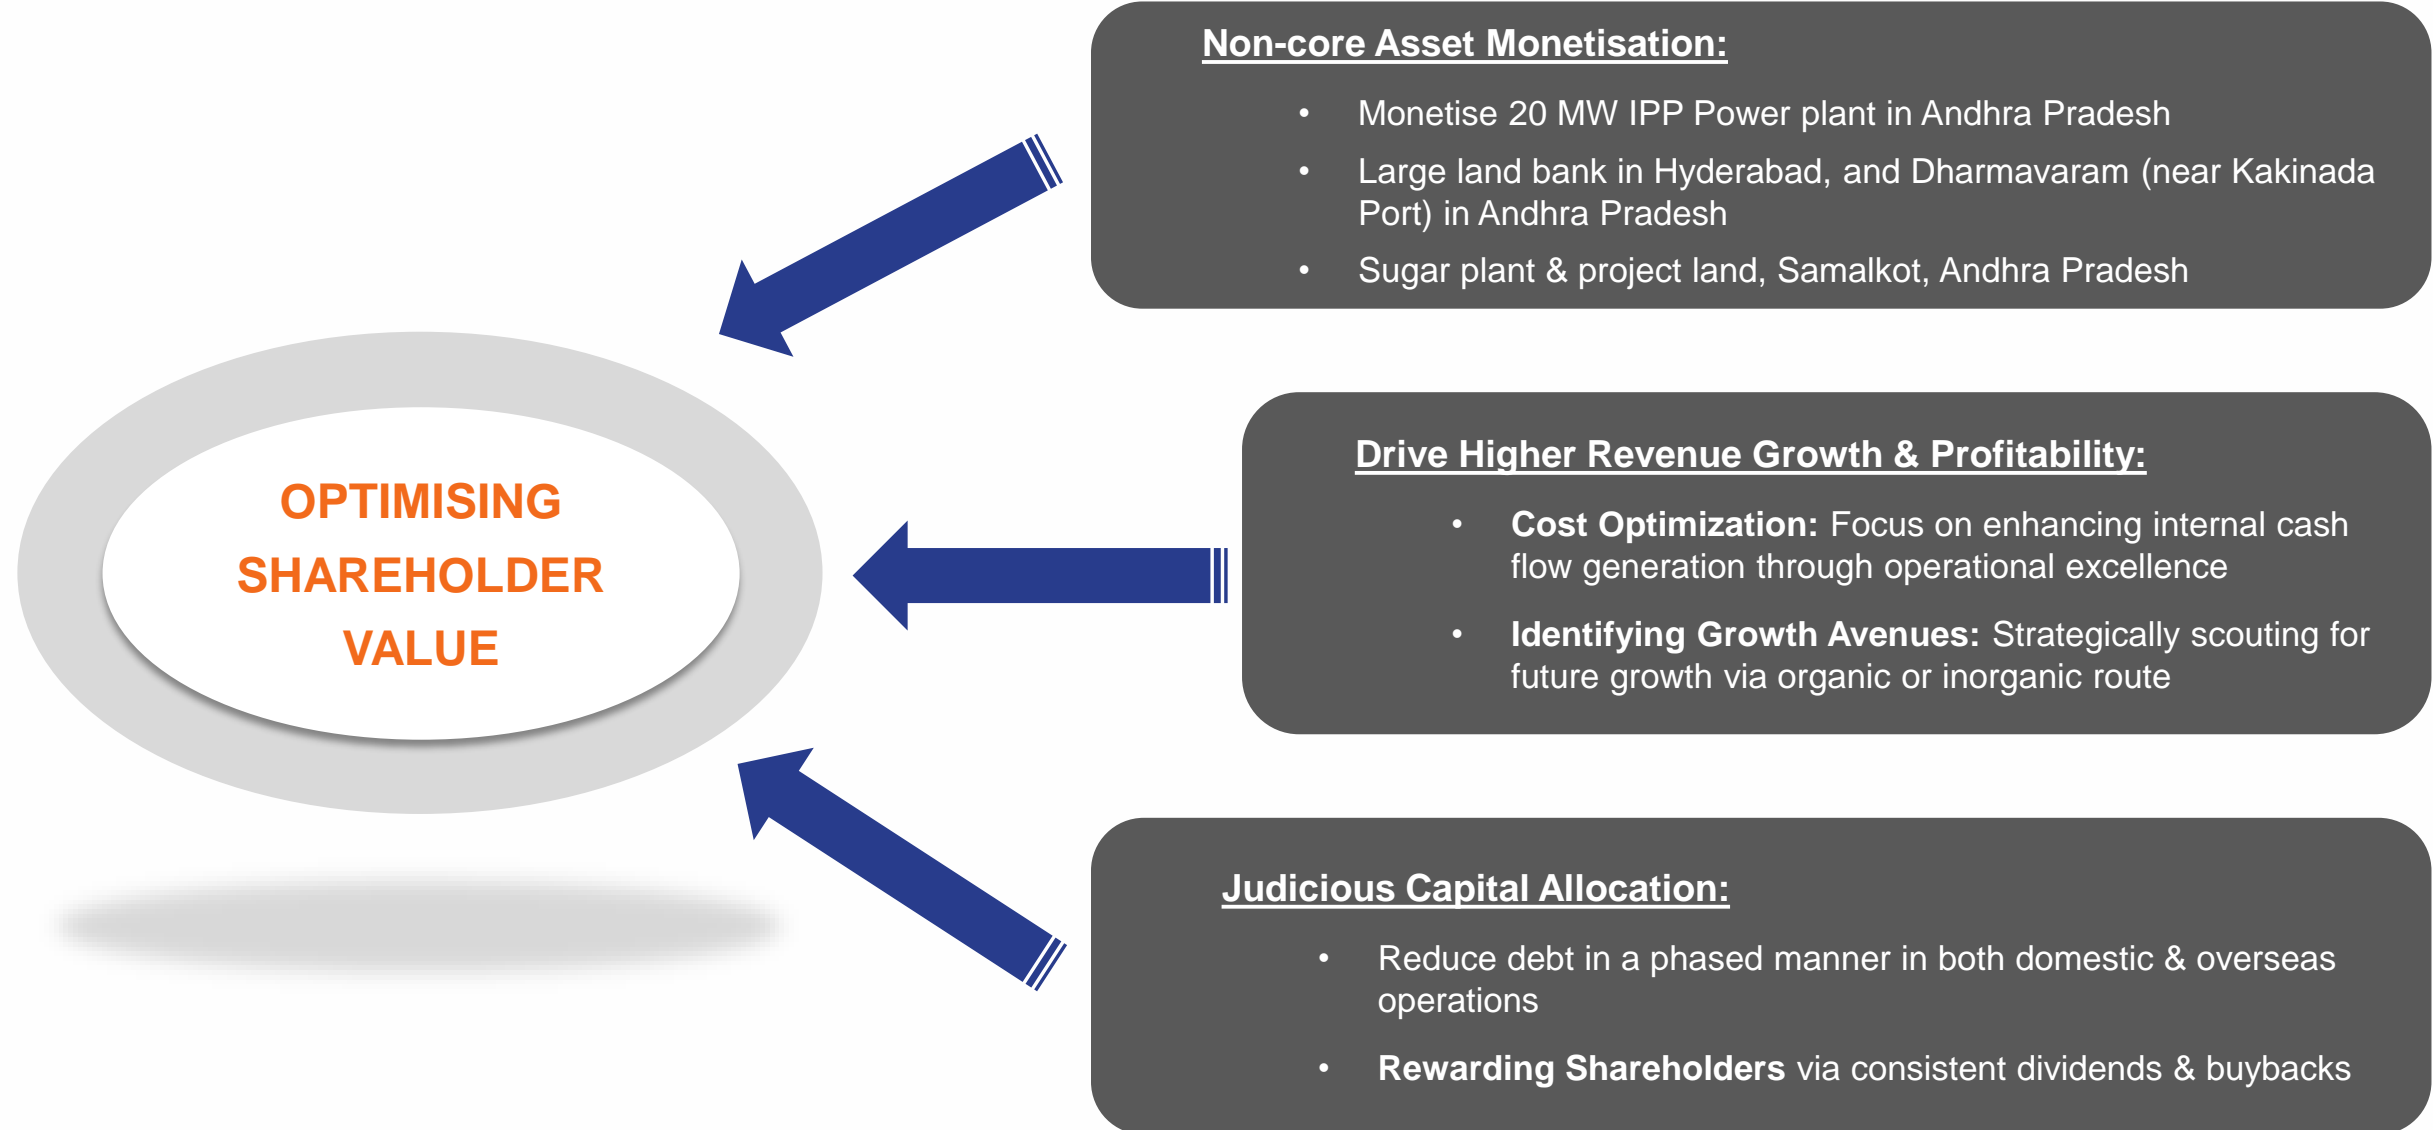 OPTIMISING
SHAREHOLDER
VALUE
Non-core Asset Monetisation:
• Monetise 20 MW IPP Power plant in Andhra Pradesh
• Large land bank in Hyderabad, and Dharmavaram (near Kakinada
Port) in Andhra Pradesh
• Sugar plant & project land, Samalkot, Andhra Pradesh
Drive Higher Revenue Growth & Profitability:
• Cost Optimization: Focus on enhancing internal cash
flow generation through operational excellence
• Identifying Growth Avenues: Strategically scouting for
future growth via organic or inorganic route
Judicious Capital Allocation:
• Reduce debt in a phased manner in both domestic & overseas
operations
• Rewarding Shareholders via consistent dividends & buybacks